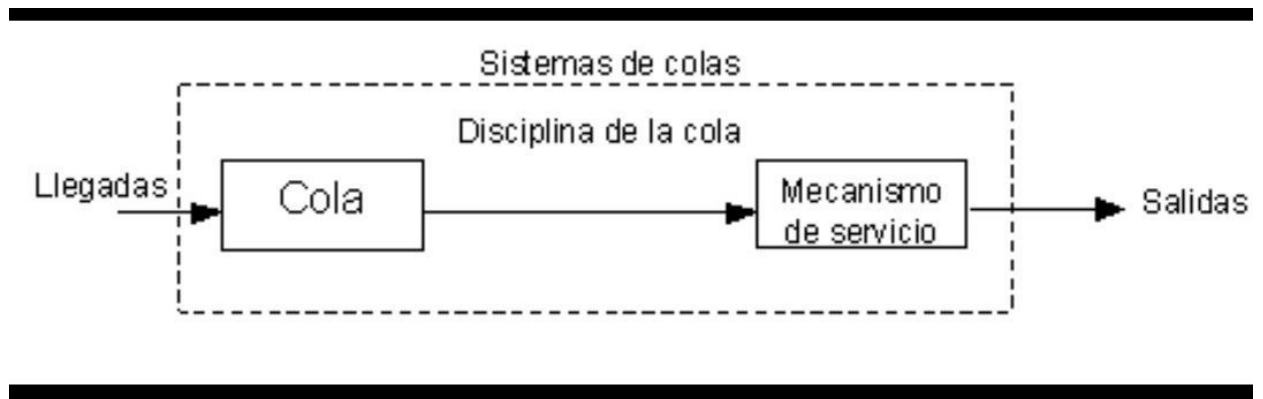 Sistemas de colas
Disciplina de la cola
Llegadas
Cola
Mecanismo
de servicio
Salidas